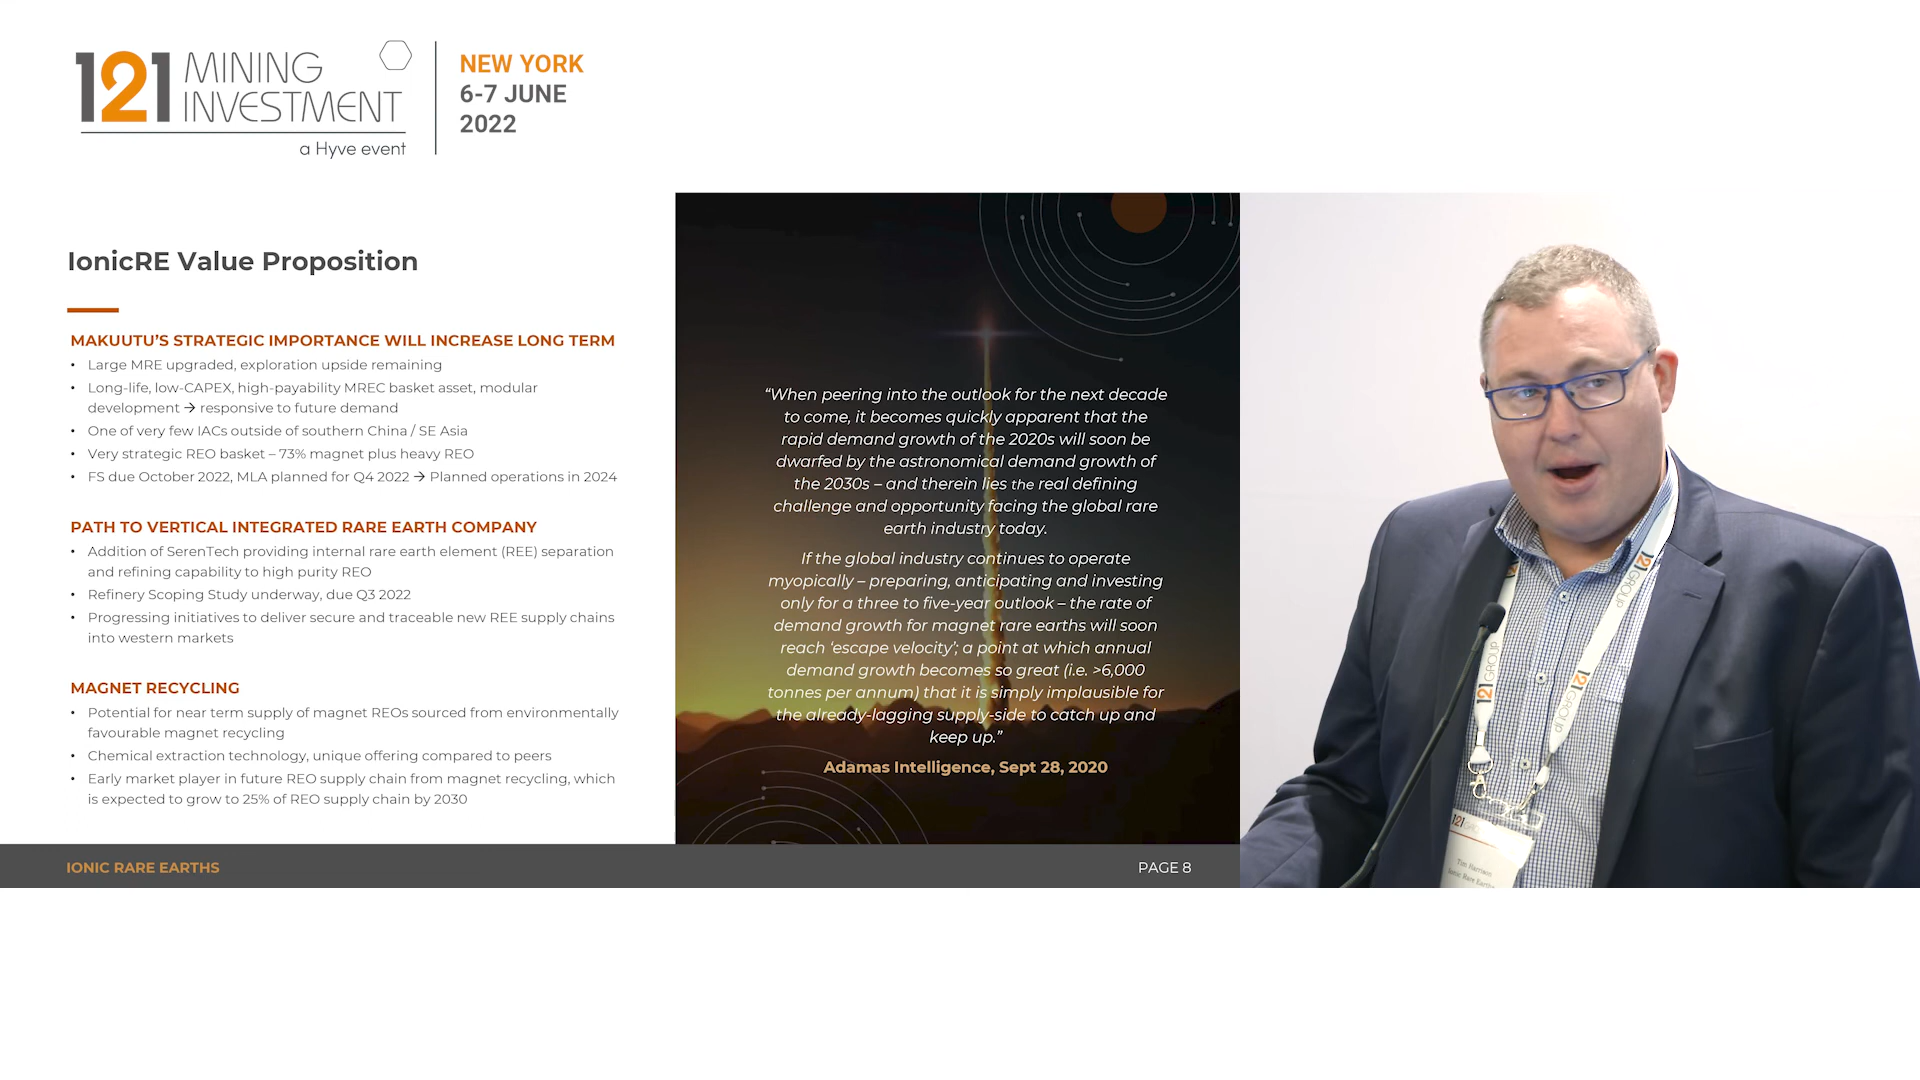 121 MINING
INVESTMENT
a Hyve event
NEW YORK
6-7 JUNE
2022
IonicRE Value Proposition
MAKUUTU'S STRATEGIC IMPORTANCE WILL INCREASE LONG TERM
• Large MRE upgraded, exploration upside remaining
• Long-life, low-CAPEX, high-payability MREC basket asset, modular
development → responsive to future demand
• One of very few IACs outside of southern China / SE Asia
• Very strategic REO basket – 73% magnet plus heavy REO
• FS due October 2022, MLA planned for Q4 2022 → Planned operations in 2024
PATH TO VERTICAL INTEGRATED RARE EARTH COMPANY
• Addition of SerenTech providing internal rare earth element (REE) separation
and refining capability to high purity REO
• Refinery Scoping Study underway, due Q3 2022
• Progressing initiatives to deliver secure and traceable new REE supply chains
into western markets
MAGNET RECYCLING
• Potential for near term supply of magnet REOs sourced from environmentally
favourable magnet recycling
• Chemical extraction technology, unique offering compared to peers
• Early market player in future REO supply chain from magnet recycling, which
is expected to grow to 25% of REO supply chain by 2030
“When peering into the outlook for the next decade
to come, it becomes quickly apparent that the
rapid demand growth of the 2020s will soon be
dwarfed by the astronomical demand growth of
the 2030s – and therein lies the real defining
challenge and opportunity facing the global rare
earth industry today.
If the global industry continues to operate
myopically – preparing, anticipating and investing
only for a three to five-year outlook – the rate of
demand growth for magnet rare earths will soon
reach ‘escape velocity’; a point at which annual
demand growth becomes so great (i.e. >6,000
tonnes per annum) that it is simply implausible for
the already-lagging supply-side to catch up and
keep up.”
Adamas Intelligence, Sept 28, 2020
IONIC RARE EARTHS
PAGE 8
121 GROUP
121 GROUP
121 GROUP
121
Tim Harrison
Ionic Rare Earths